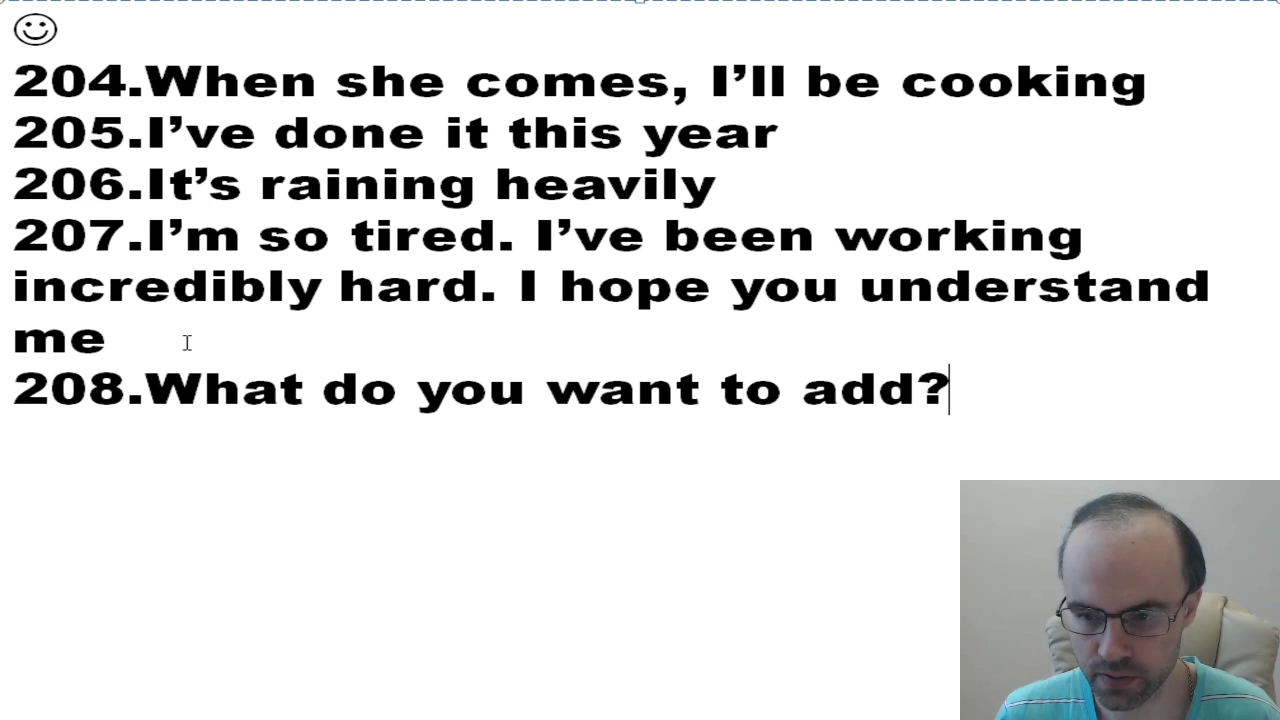 204.When she comes, I’ll be cooking
205.I’ve done it this year
206.It’s raining heavily
207.I’m so tired. I’ve been working
incredibly hard. I hope you understand
me
208.What do you want to add?